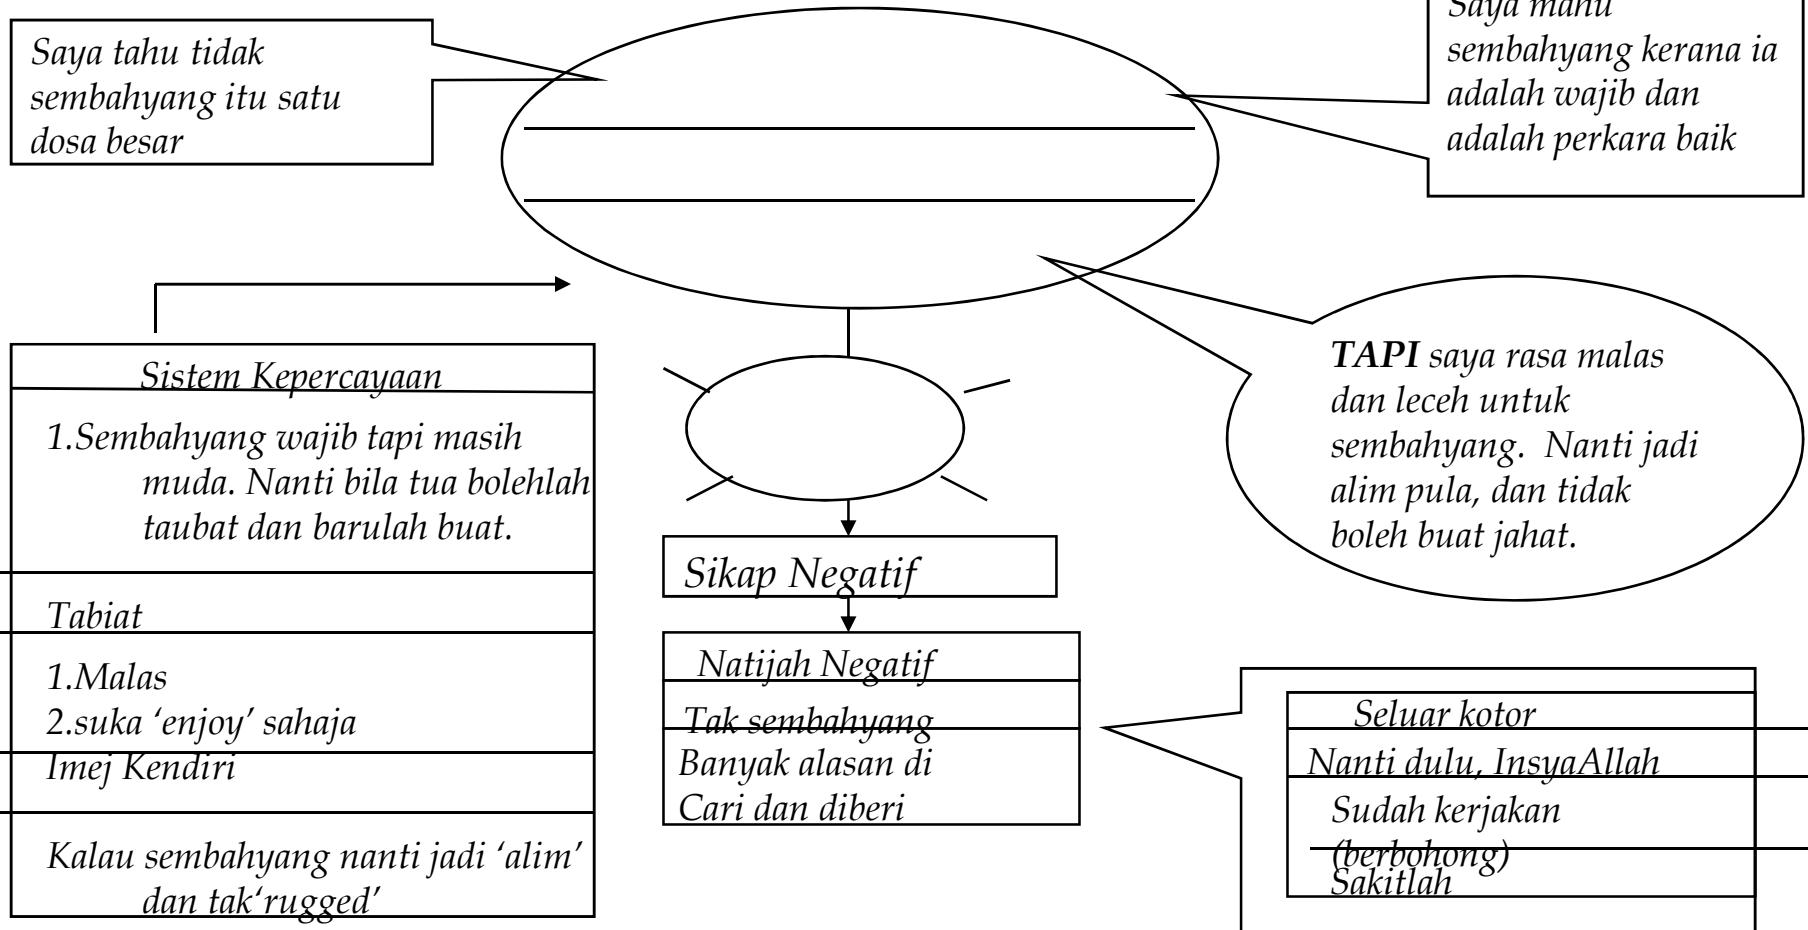 Saya tahu tidak
sembahyang itu satu
dosa besar
Saya mahu
sembahyang kerana ia
adalah wajib dan
adalah perkara baik
TAPI saya rasa malas
dan leceh untuk
sembahyang. Nanti jadi
alim pula, dan tidak
boleh buat jahat.
Sistem Kepercayaan
1.Sembahyang wajib tapi masih
muda. Nanti bila tua bolehlah
taubat dan barulah buat.
Tabiat
1.Malas
2.suka ‘enjoy’ sahaja
Imej Kendiri
Kalau sembahyang nanti jadi ‘alim’
dan tak‘rugged’
Sikap Negatif
Natijah Negatif
Tak sembahyang
Banyak alasan di
Cari dan diberi
Seluar kotor
Nanti dulu, InsyaAllah
Sudah kerjakan
(berbohong)
Sakitlah